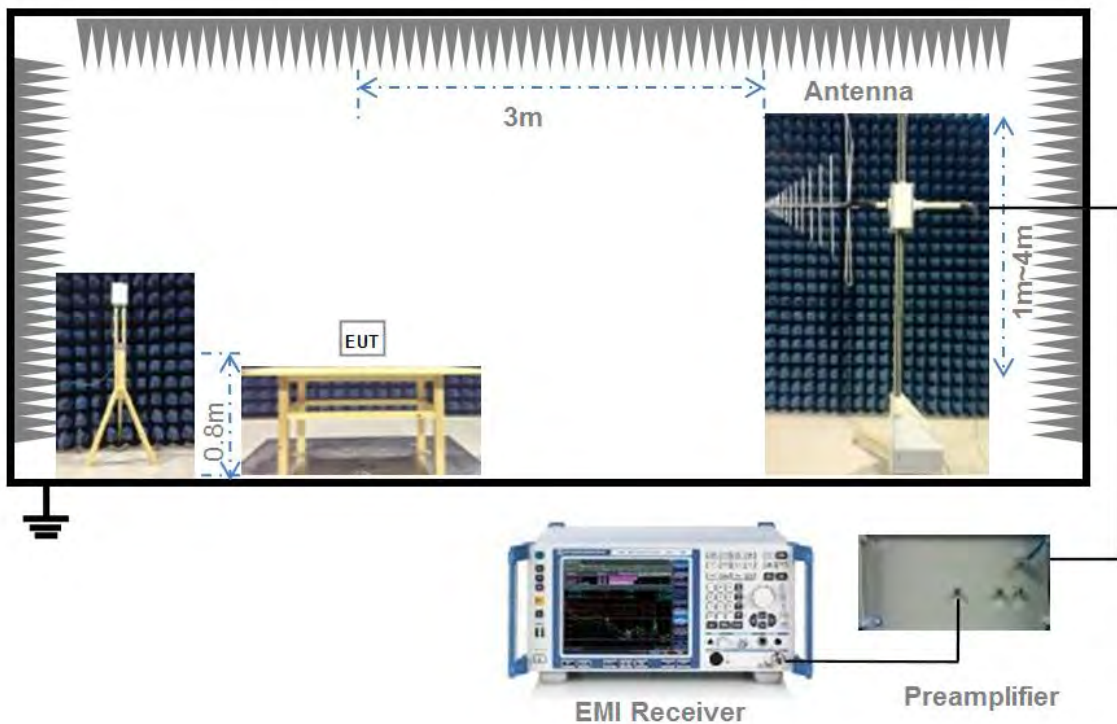 Antenna
3m
1m~4m
EUT
0.8m
EMI Receiver
Preamplifier